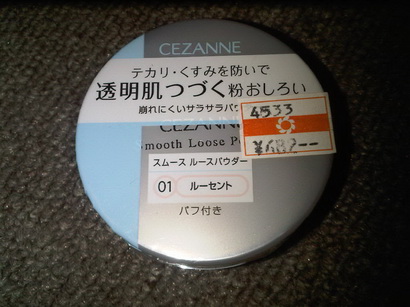 CEZANNE
テカリ・くすみを防いで
透明肌つづく粉おしろい
崩れにくいサラサラパウ
4533
CEZANNE
Smooth Loose P
スムース ルースパウダー
01 ルーセント
パフ付き